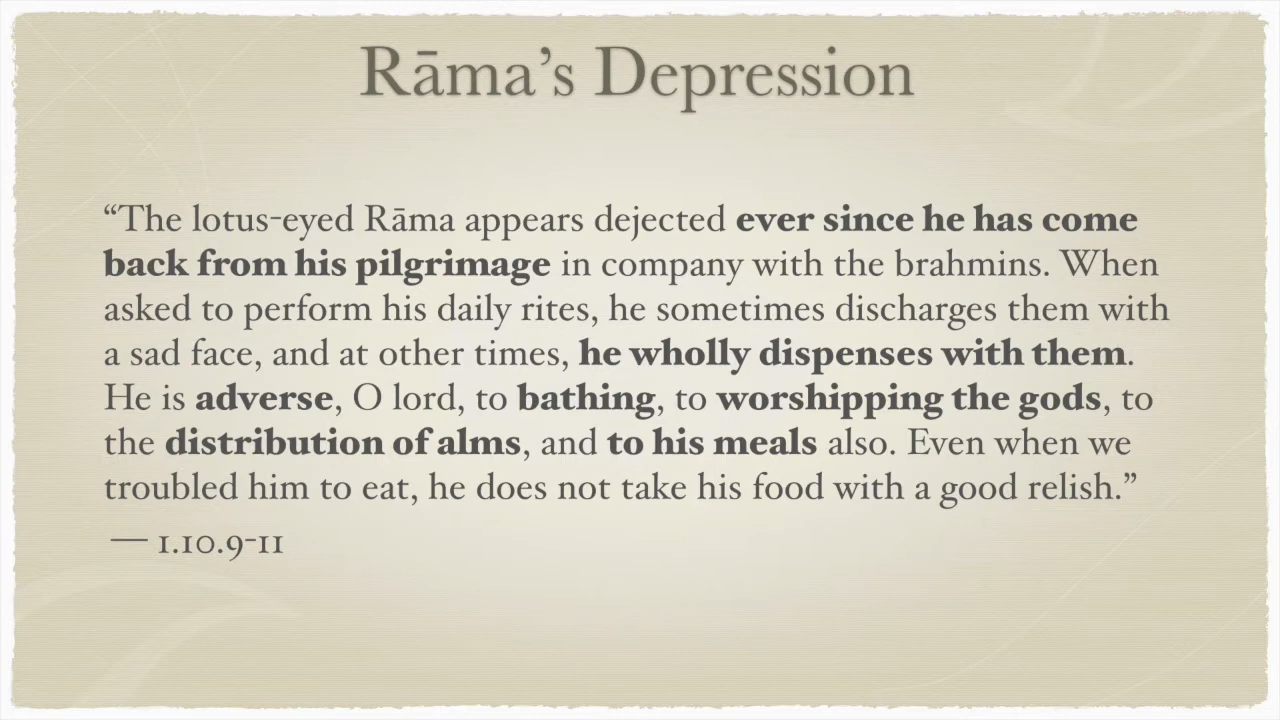 Rāma’s Depression
“The lotus-eyed Rāma appears dejected ever since he has come
back from his pilgrimage in company with the brahmins. When
asked to perform his daily rites, he sometimes discharges them with
a sad face, and at other times, he wholly dispenses with them.
He is adverse, O lord, to bathing, to worshipping the gods, to
the distribution of alms, and to his meals also. Even when we
troubled him to eat, he does not take his food with a good relish.”
— 1.10.9-11